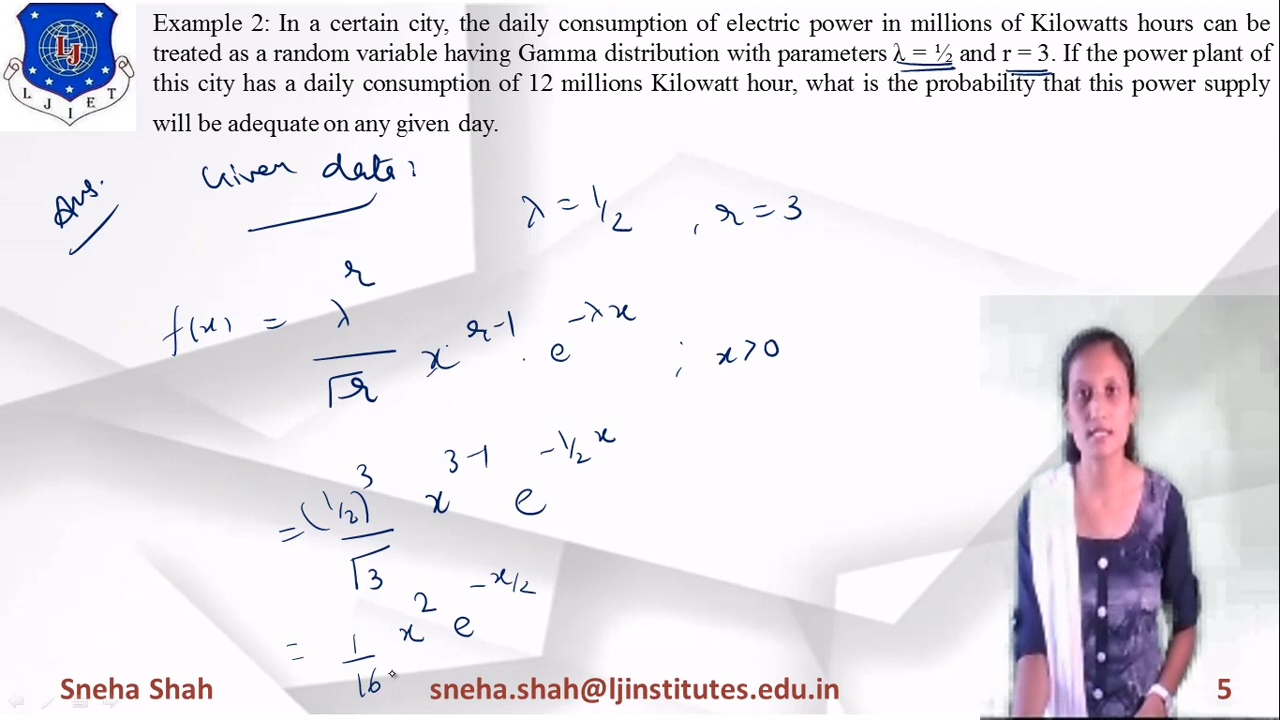 Example 2: In a certain city, the daily consumption of electric power in millions of Kilowatts hours can be
treated as a random variable having Gamma distribution with parameters λ = ½ and r = 3. If the power plant of
this city has a daily consumption of 12 millions Kilowatt hour, what is the probability that this power supply
will be adequate on any given day.
LJ
L J I E T
Ans. Given data:
λ = 1/2 , r = 3
f(x) = λ^r / Γr x^(r-1) . e^(-λx) ; x > 0
= (1/2)^3 / Γ3 x^(3-1) e^(-1/2 x)
= 1/16 x^2 e^(-x/2)
Sneha Shah sneha.shah@ljinstitutes.edu.in 5